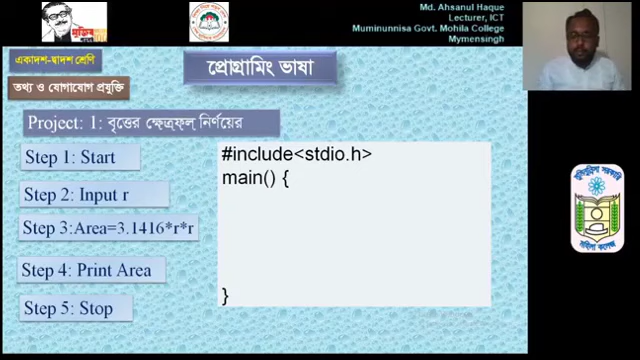 Md. Ahsanul Haque
Lecturer, ICT
Muminunnisa Govt. Mohila College
Mymensingh
একাদশ-দ্বাদশ শ্রেণি
প্রোগ্রামিং ভাষা
তথ্য ও যোগাযোগ প্রযুক্তি
Project: 1: বৃত্তের ক্ষেত্রফল নির্ণয়ের
Step 1: Start
Step 2: Input r
Step 3:Area=3.1416*r*r
Step 4: Print Area
Step 5: Stop
#include<stdio.h>
main() {
}